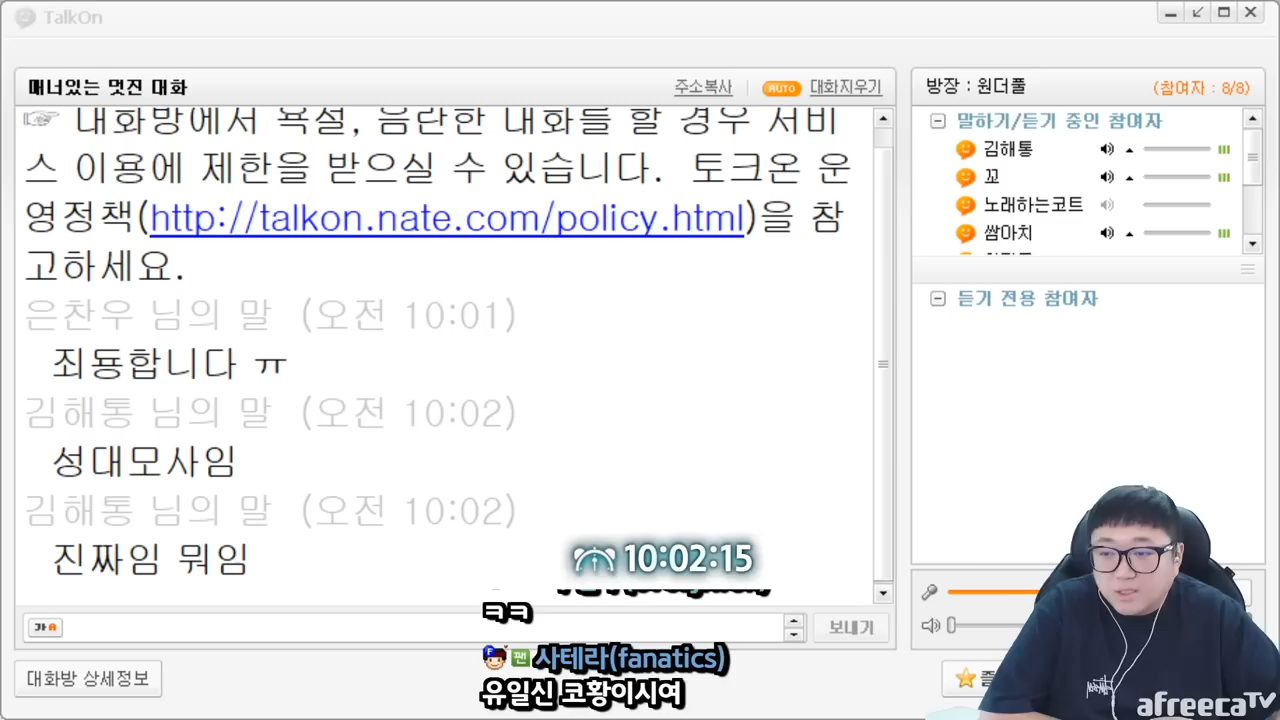 TalkOn
매너있는 멋진 대화
주소복사
AUTO 대화지우기
☞ 대화방에서 욕설, 음란한 대화를 할 경우 서비
스 이용에 제한을 받으실 수 있습니다. 토크온 운
영정책(http://talkon.nate.com/policy.html)을 참
고하세요.
은찬우 님의 말 (오전 10:01)
죄둉합니다 ㅠ
김해통 님의 말 (오전 10:02)
성대모사임
김해통 님의 말 (오전 10:02)
진짜임 뭐임
10:02:15
ㅋㅋ
팬 사테라(fanatics)
유일신 코황이시여
가A
보내기
대화방 상세정보
방장 : 원더풀
(참여자 : 8/8)
말하기/듣기 중인 참여자
김해통
꼬
노래하는코트
쌈마치
듣기 전용 참여자
afreecaTV